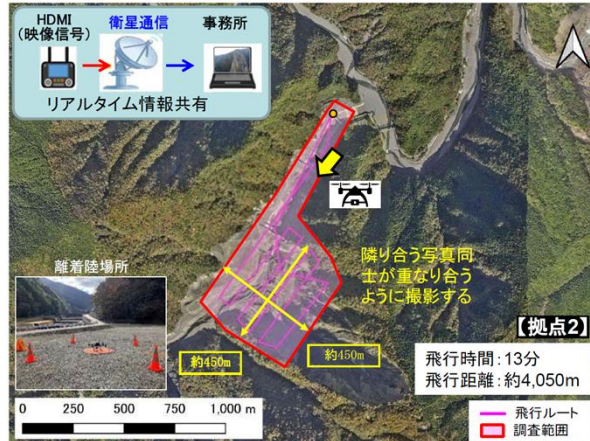 HDMI
(映像信号)
衛星通信
事務所
リアルタイム情報共有
隣り合う写真同
士が重なり合う
ように撮影する
離着陸場所
約450m
約450m
【拠点2】
飛行時間:13分
飛行距離:約4,050m
0 250 500 750 1,000 m
飛行ルート
調査範囲